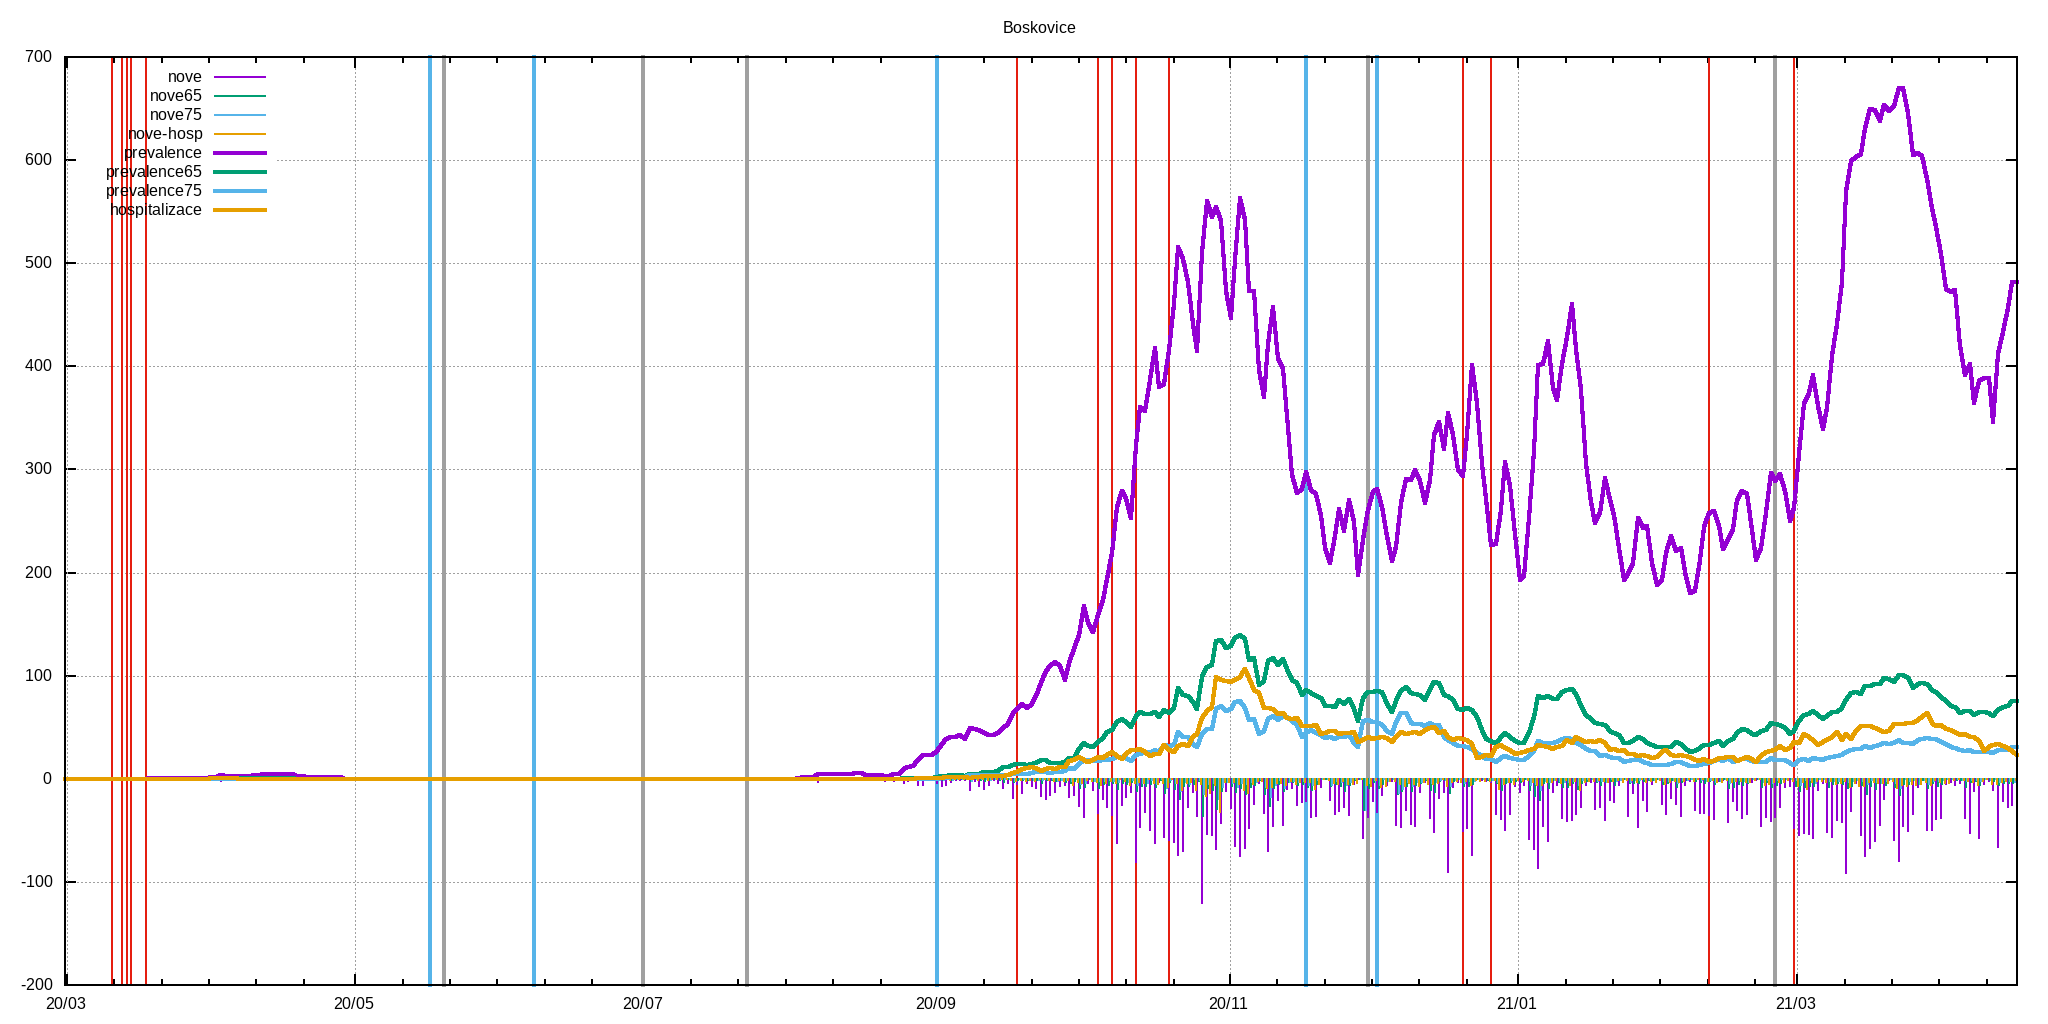 Boskovice
700
nove
nove65
nove75
nove-hosp
prevalence
prevalence65
prevalence75
hospitalizace
600
500
400
300
200
100
0
-100
-200
20/03 20/05 20/07 20/09 20/11 21/01 21/03